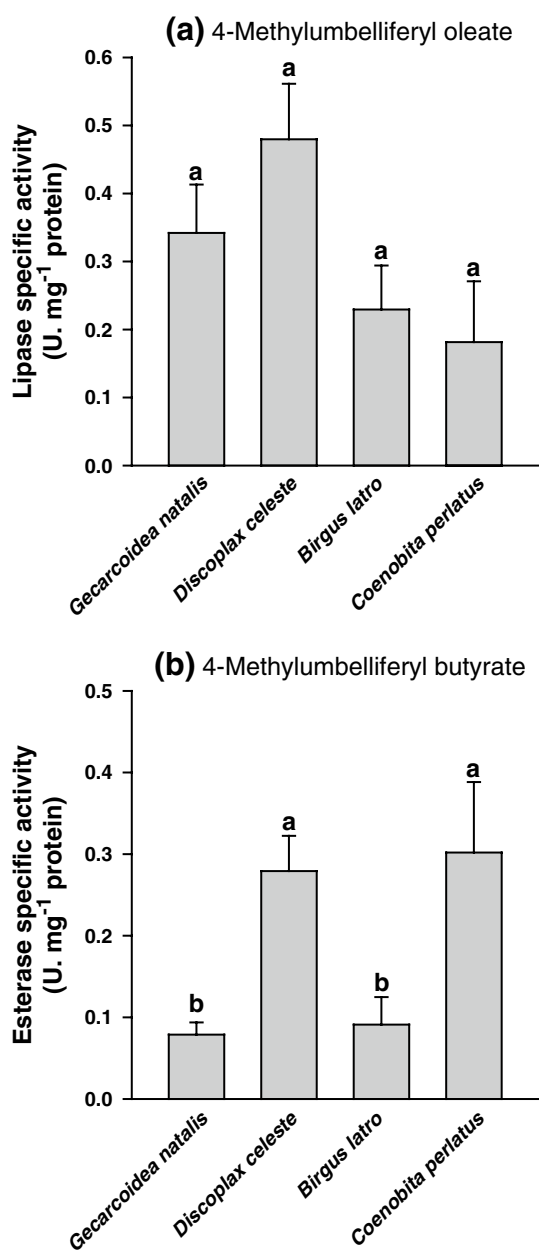 (a) 4-Methylumbelliferyl oleate
Lipase specific activity
(U. mg-1 protein)
0.6
0.5
0.4
0.3
0.2
0.1
0.0
a
a
a
a
Gecarcoidea natalis
Discoplax celeste
Birgus latro
Coenobita perlatus
(b) 4-Methylumbelliferyl butyrate
Esterase specific activity
(U. mg-1 protein)
0.5
0.4
0.3
0.2
0.1
0.0
b
a
b
a
Gecarcoidea natalis
Discoplax celeste
Birgus latro
Coenobita perlatus